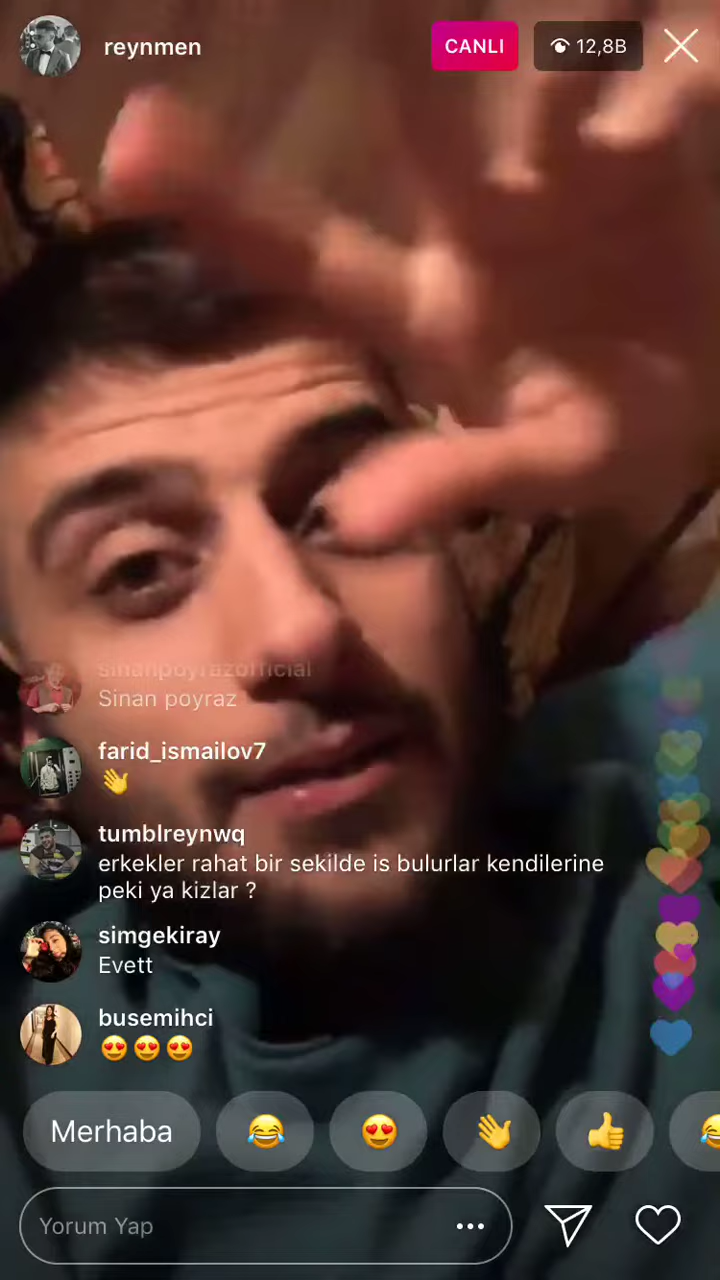 reynmen
CANLI
12,8B
sinanpoyrazofficial
Sinan poyraz
farid_ismailov7
👋
tumblreynwq
erkekler rahat bir sekilde is bulurlar kendilerine
peki ya kizlar ?
simgekiray
Evett
busemihci
😍😍😍
Merhaba 😂 😍 👋 👍 😂
Yorum Yap